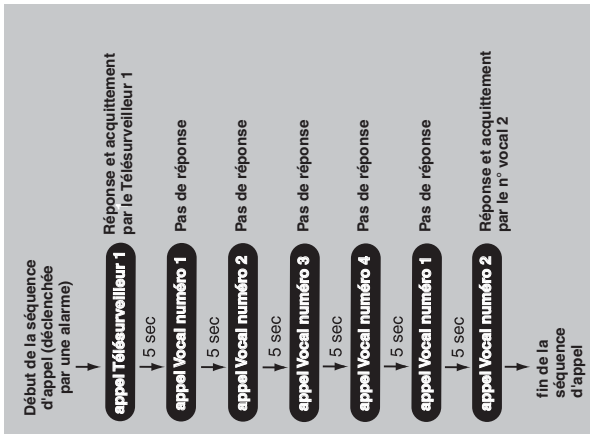 Début de la séquence
d'appel (déclenchée
par une alarme)
appel Télésurveilleur 1
Réponse et acquittement
par le Télésurveilleur 1
5 sec
appel Vocal numéro 1
Pas de réponse
5 sec
appel Vocal numéro 2
Pas de réponse
5 sec
appel Vocal numéro 3
Pas de réponse
5 sec
appel Vocal numéro 4
Pas de réponse
5 sec
appel Vocal numéro 1
Pas de réponse
5 sec
appel Vocal numéro 2
Réponse et acquittement
par le n° vocal 2
fin de la
séquence
d'appel